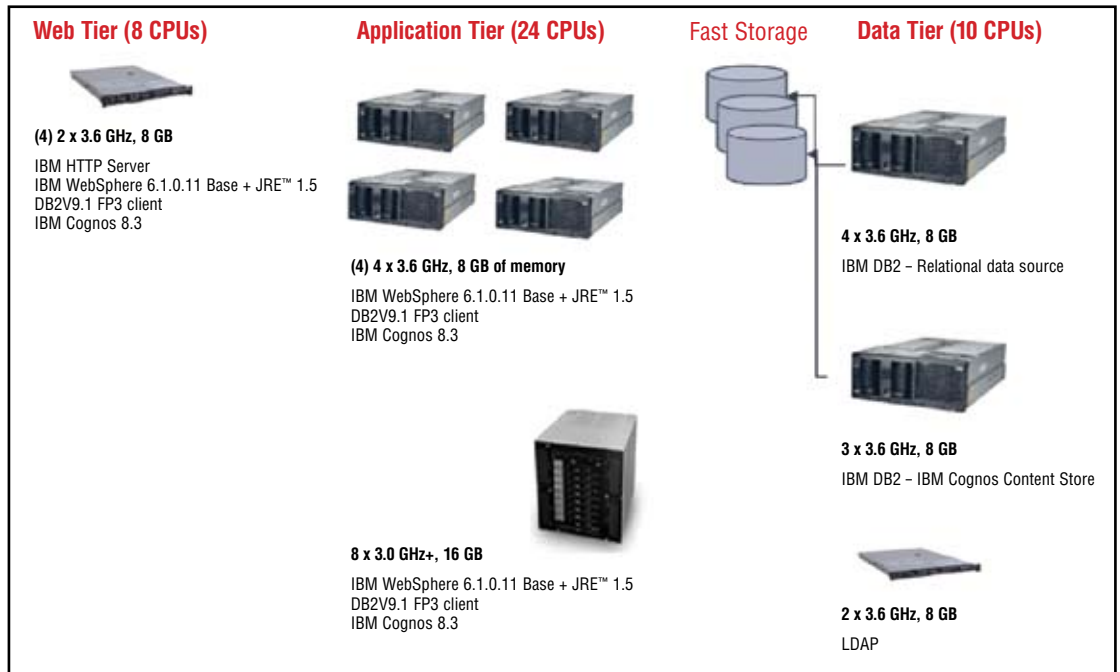 Web Tier (8 CPUs)
(4) 2 x 3.6 GHz, 8 GB
IBM HTTP Server
IBM WebSphere 6.1.0.11 Base + JRE™ 1.5
DB2V9.1 FP3 client
IBM Cognos 8.3
Application Tier (24 CPUs)
(4) 4 x 3.6 GHz, 8 GB of memory
IBM WebSphere 6.1.0.11 Base + JRE™ 1.5
DB2V9.1 FP3 client
IBM Cognos 8.3
8 x 3.0 GHz+, 16 GB
IBM WebSphere 6.1.0.11 Base + JRE™ 1.5
DB2V9.1 FP3 client
IBM Cognos 8.3
Fast Storage
Data Tier (10 CPUs)
4 x 3.6 GHz, 8 GB
IBM DB2 – Relational data source
3 x 3.6 GHz, 8 GB
IBM DB2 – IBM Cognos Content Store
2 x 3.6 GHz, 8 GB
LDAP